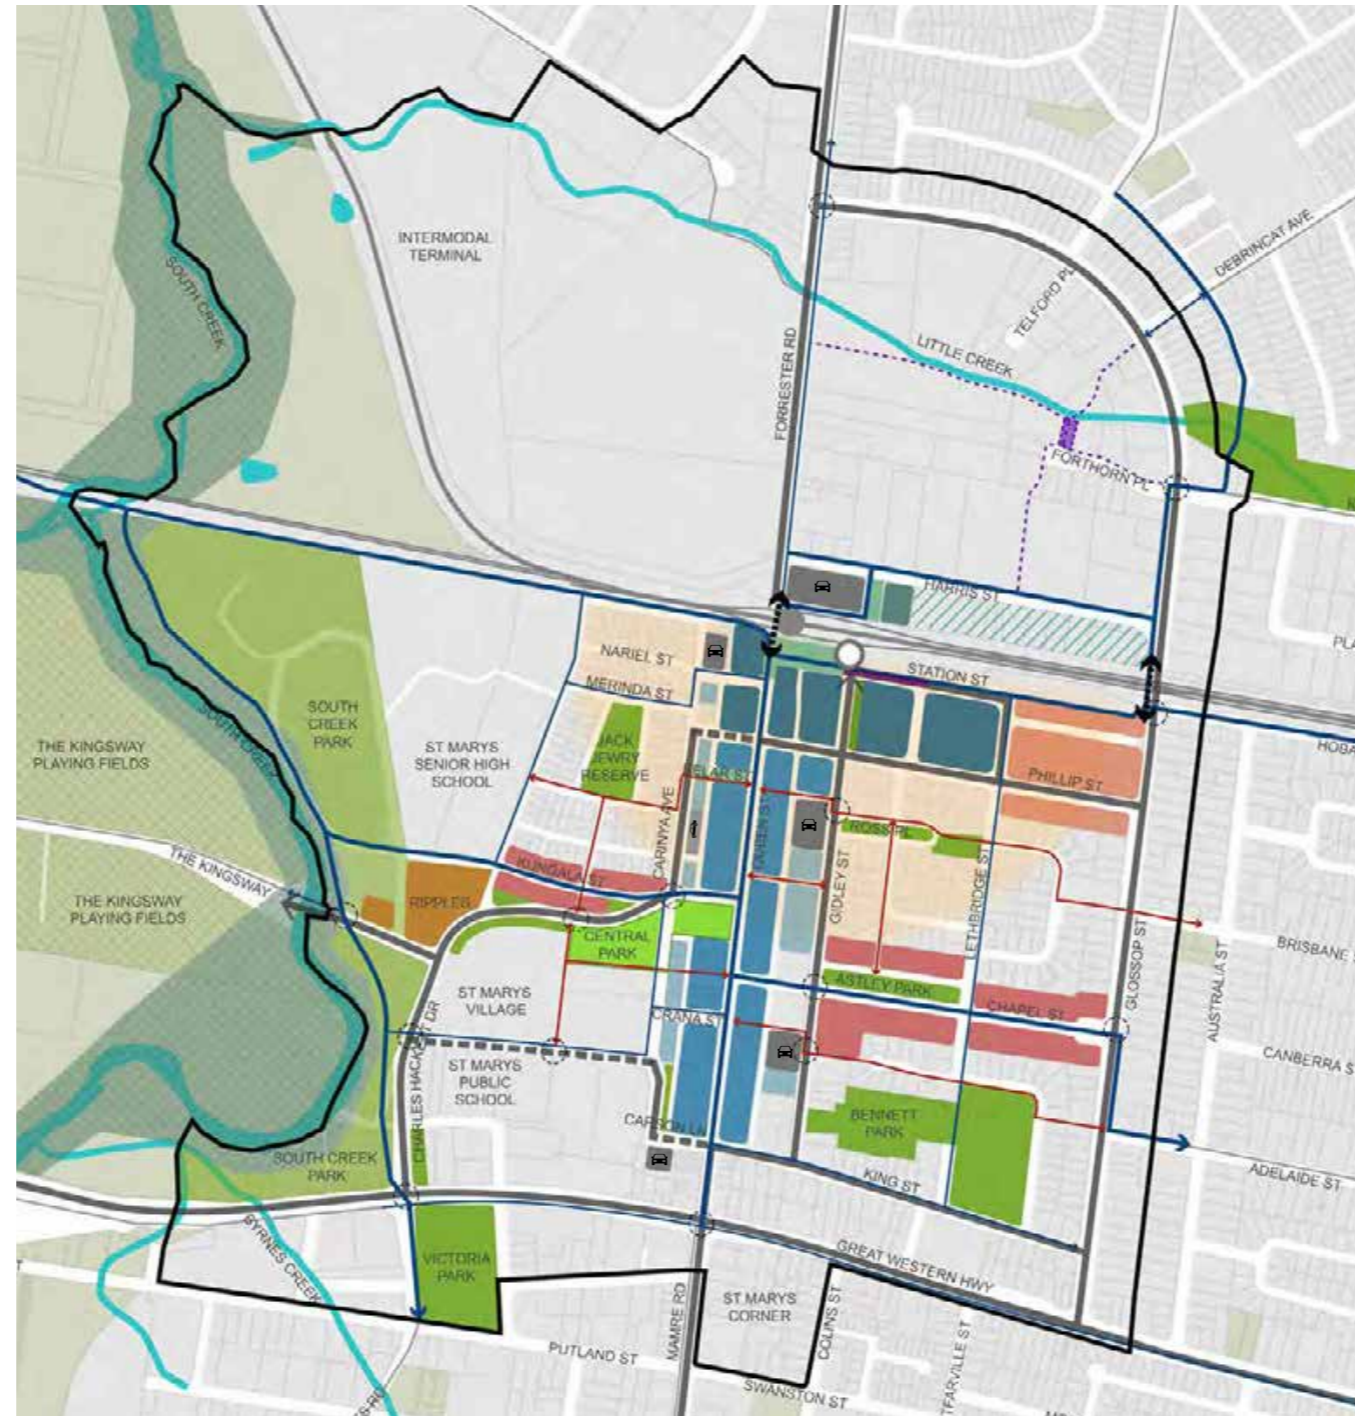 INTERMODAL
TERMINAL
SOUTH CREEK
FORRESTER RD
LITTLE CREEK
TELFORD PL
DEBRINCAT AVE
FORTHORN PL
HARRIS ST
NARIEL ST
MERINDA ST
STATION ST
SOUTH
CREEK
PARK
SOUTH CREEK
THE KINGSWAY
PLAYING FIELDS
ST MARYS
SENIOR HIGH
SCHOOL
JACK
JEWRY
RESERVE
PHILLIP ST
CARINYA AVE
ROSS PL
GIDLEY ST
LETHBRIDGE ST
KUNGALA ST
THE KINGSWAY
THE KINGSWAY
PLAYING FIELDS
RIPPLES
CENTRAL
PARK
GLOSSOP ST
AUSTRALIA ST
BRISBANE
ASTLEY PARK
CHAPEL ST
ST MARYS
VILLAGE
CRANA ST
CANBERRA S
CHARLES HACKETT DR
ST MARYS
PUBLIC
SCHOOL
CARSON LN
BENNETT
PARK
SOUTH CREEK
PARK
KING ST
ADELAIDE ST
BYRNES CREEK
VICTORIA
PARK
GREAT WESTERN HWY
MAMRE RD
ST MARYS
CORNER
COLINS ST
PUTLAND ST
SWANSTON ST
TFARVILLE ST